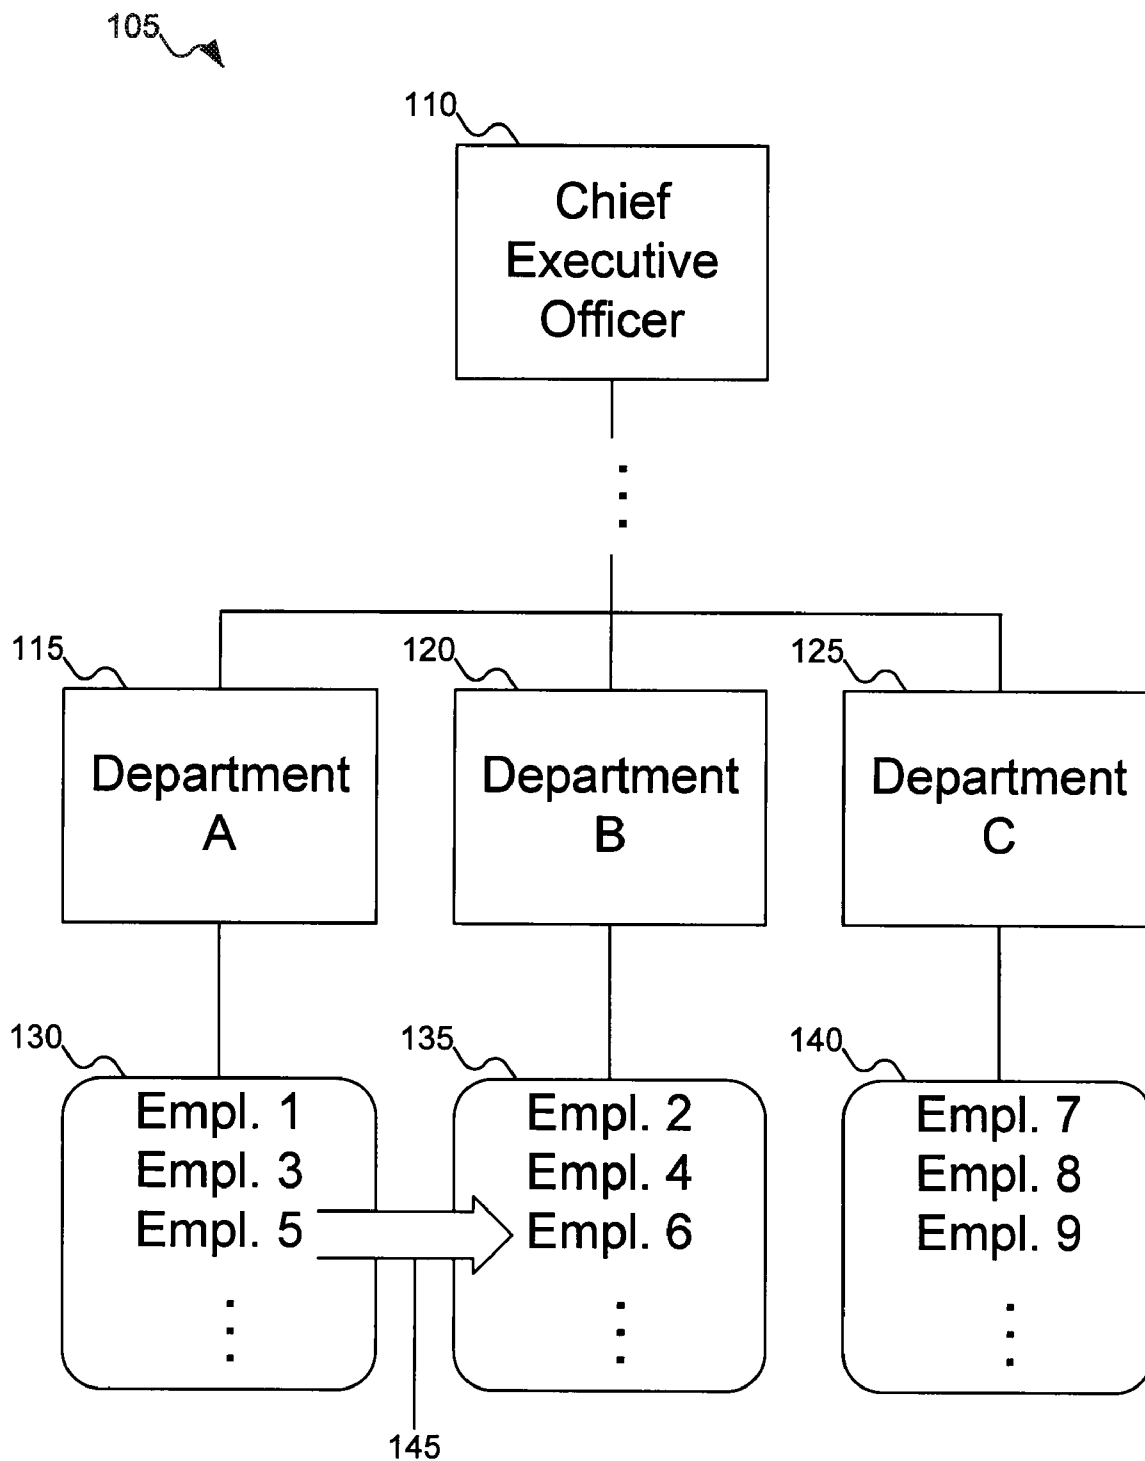 105
110
Chief
Executive
Officer
115
120
125
Department
A
Department
B
Department
C
130
135
140
Empl. 1
Empl. 3
Empl. 5
Empl. 2
Empl. 4
Empl. 6
Empl. 7
Empl. 8
Empl. 9
145